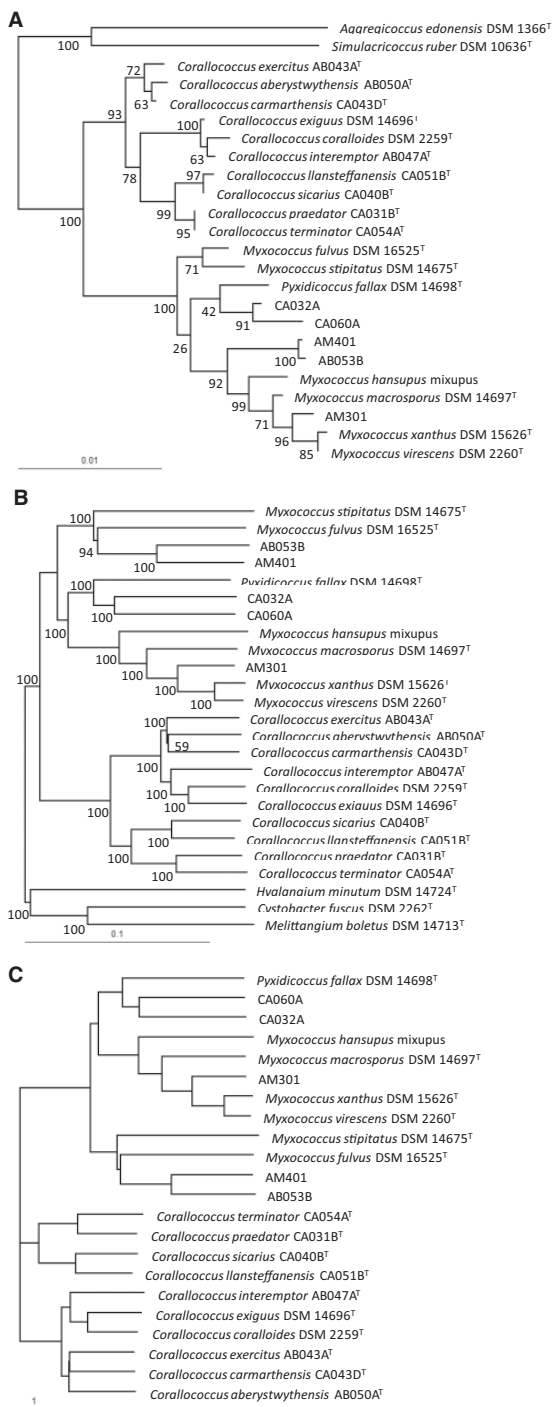 A
Aggregicoccus edonensis DSM 1366T
100
Simulacricoccus ruber DM 10636T
72
Corallococcus exercitus AB043AT
Corallococcus aberystwythensis AB050AT
63
Corallococcus carmarthensis CA043DT
93
100
Corallococcus exiguus DSM 14696T
Corallococcus coralloides DSM 2259T
63
Corallococcus interemptor AB047AT
78
97
Corallococcus llansteffanensis CA051BT
Corallococcus sicarius CA040BT
99
Corallococcus praedator CA031BT
100
95
Corallococcus terminator CA054AT
Myxococcus fulvus DSM 16525T
71
Myxococcus stipitatus DSM 14675T
Pyxidicoccus fallax DSM 14698T
100
42
CA032A
91
CA060A
AM401
26
100
AB053B
92
Myxococcus hansupus mixupus
99
Myxococcus macrosporus DSM 14697T
71
AM301
96
Myxococcus xanthus DSM 15626T
85
Myxococcus virescens DSM 2260T
0.01
B
Myxococcus stipitatus DSM 14675T
100
Myxococcus fulvus DSM 16525T
94
AB053B
100
AM401
100
Pyxidicoccus fallax DSM 14698T
CA032A
CA060A
100
Myxococcus hansupus mixupus
100
Mvxococcus macrosporus DSM 14697T
100
AM301
100
100
Mvxococcus xanthus DSM 15626T
100
Myxococcus virescens DSM 2260T
100
Corallococcus exercitus AB043AT
Corallococcus aberystwythensis AB050AT
59
Corallococcus carmarthensis CA043DT
100
Corallococcus interemptor AB047AT
100
Corallococcus coralloides DSM 2259T
100
Corallococcus exiauus DSM 14696T
100
Corallococcus sicarius CA040BT
100
Corallococcus llansteffanensis CA051BT
100
Corallococcus praedator CA031BT
100
Corallococcus terminator CA054AT
Hvalanaium minutum DSM 14724T
100
Cystobacter fuscus DSM 2262T
100
Melittangium boletus DSM 14713T
0.1
C
Pyxidicoccus fallax DSM 14698T
CA060A
CA032A
Myxococcus hansupus mixupus
Myxococcus macrosporus DSM 14697T
AM301
Myxococcus xanthus DSM 15626T
Myxococcus virescens DSM 2260T
Myxococcus stipitatus DSM 14675T
Myxococcus fulvus DSM 16525T
AM401
AB053B
Corallococcus terminator CA054AT
Corallococcus praedator CA031BT
Corallococcus sicarius CA040BT
Corallococcus llansteffanensis CA051BT
Corallococcus interemptor AB047AT
Corallococcus exiguus DSM 14696T
Corallococcus coralloides DSM 2259T
Corallococcus exercitus AB043AT
Corallococcus carmarthensis CA043DT
Corallococcus aberystwythensis AB050AT
1